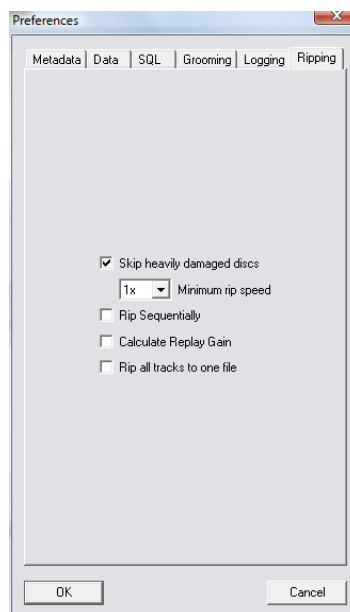 Preferences
Metadata Data SQL Grooming Logging Ripping
Skip heavily damaged discs
1x Minimum rip speed
Rip Sequentially
Calculate Replay Gain
Rip all tracks to one file
OK Cancel